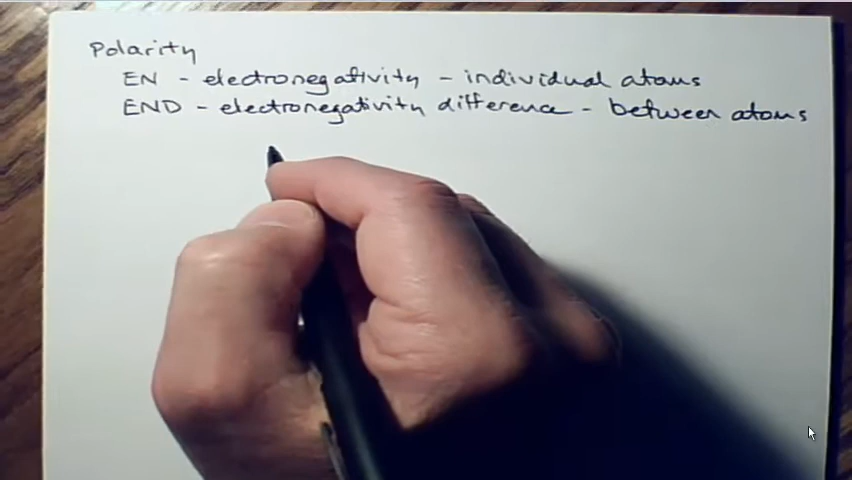 Polarity
EN - electronegativity - individual atoms
END - electronegativity difference - between atoms